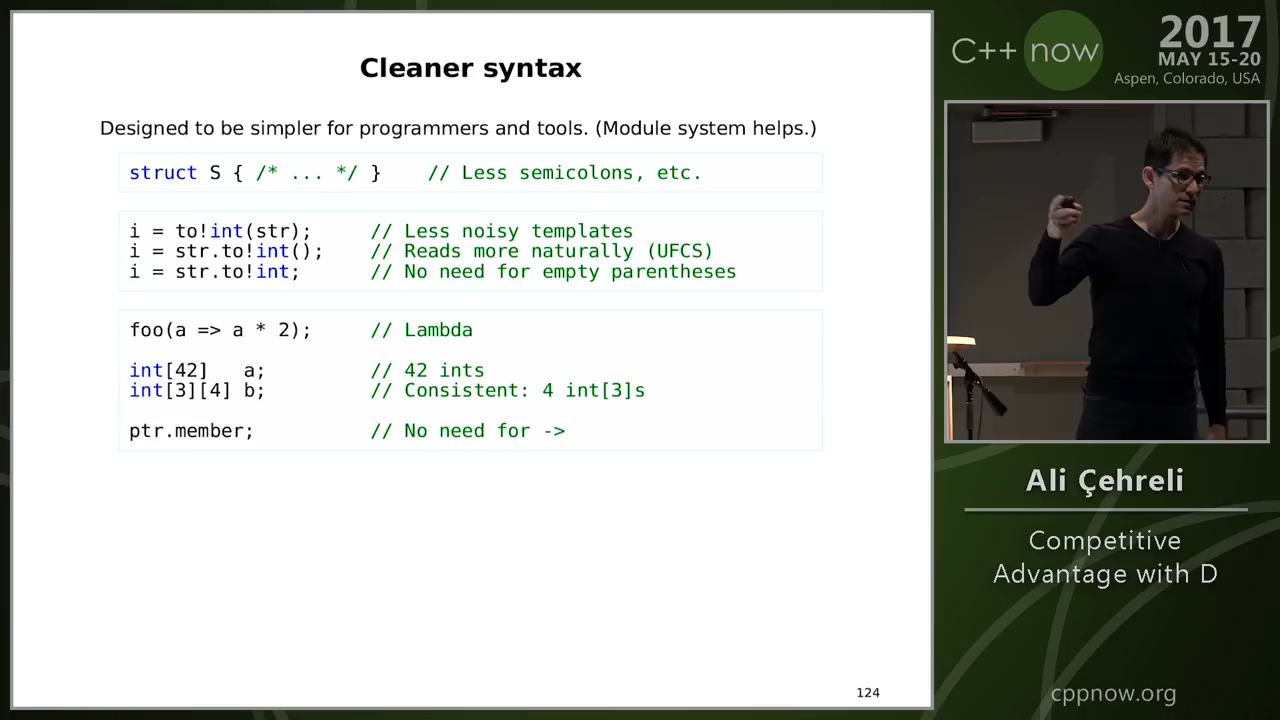 Cleaner syntax
Designed to be simpler for programmers and tools. (Module system helps.)
struct S { /* ... */ }    // Less semicolons, etc.
i = to!int(str);     // Less noisy templates
i = str.to!int();    // Reads more naturally (UFCS)
i = str.to!int;      // No need for empty parentheses
foo(a => a * 2);     // Lambda
int[42]   a;         // 42 ints
int[3][4] b;         // Consistent: 4 int[3]s
ptr.member;          // No need for ->
124
C++ now
2017
MAY 15-20
Aspen, Colorado, USA
Ali Çehreli
Competitive
Advantage with D
cppnow.org